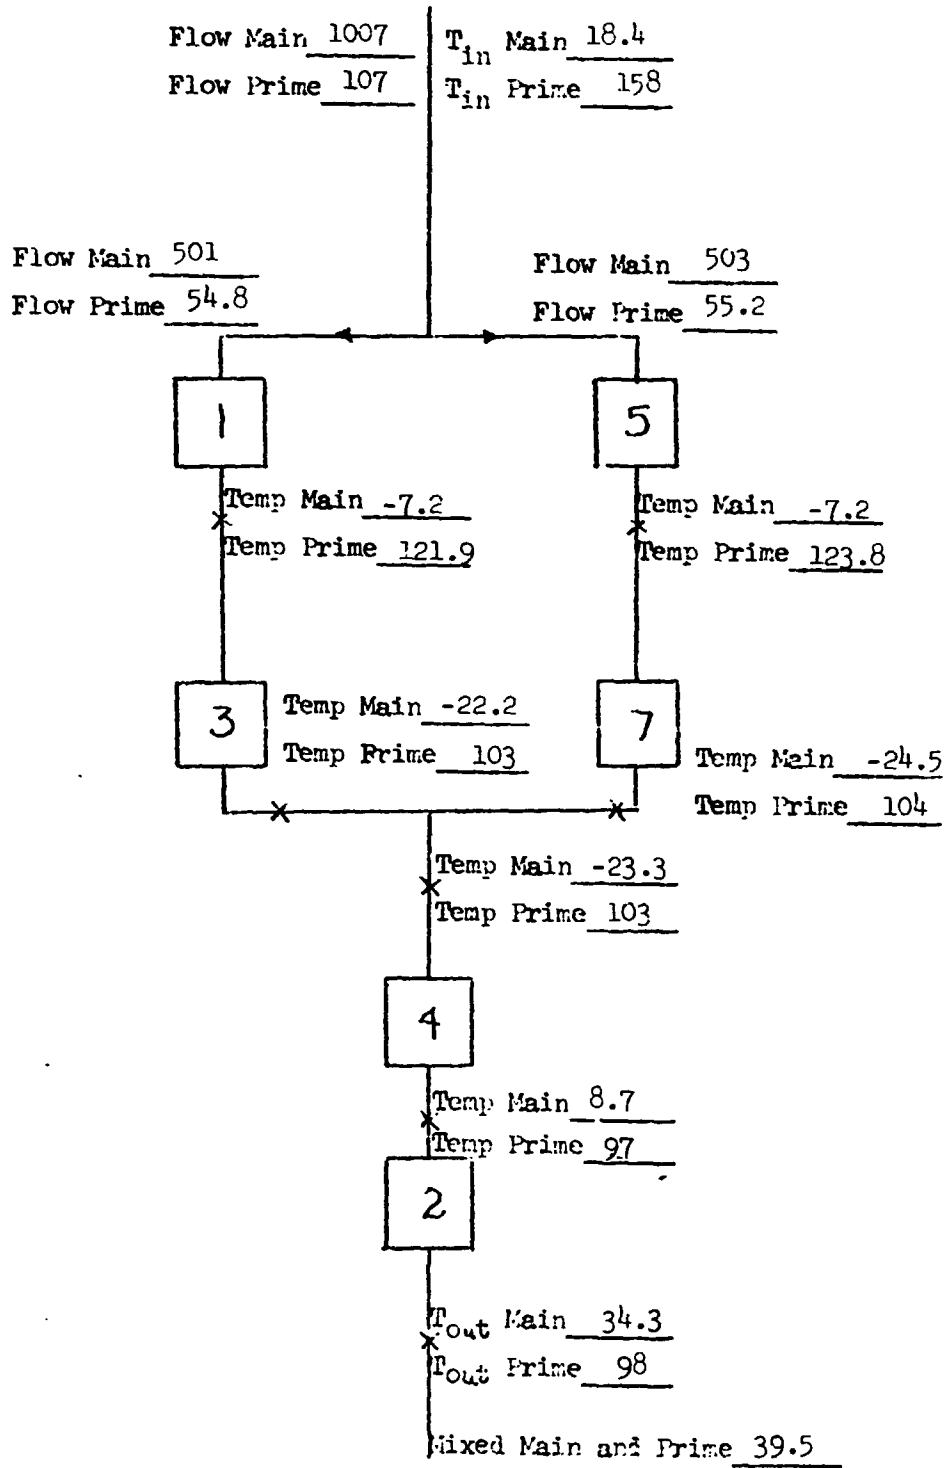 Flow Main 1007
T_in Main 18.4
Flow Prime 107
T_in Prime 158
Flow Main 501
Flow Prime 54.8
Flow Main 503
Flow Prime 55.2
1
5
Temp Main -7.2
Temp Prime 121.9
Temp Main -7.2
Temp Prime 123.8
3
Temp Main -22.2
Temp Prime 103
7
Temp Main -24.5
Temp Prime 104
Temp Main -23.3
Temp Prime 103
4
Temp Main 8.7
Temp Prime 97
2
T_Out Main 34.3
T_Out Prime 98
Mixed Main and Prime 39.5